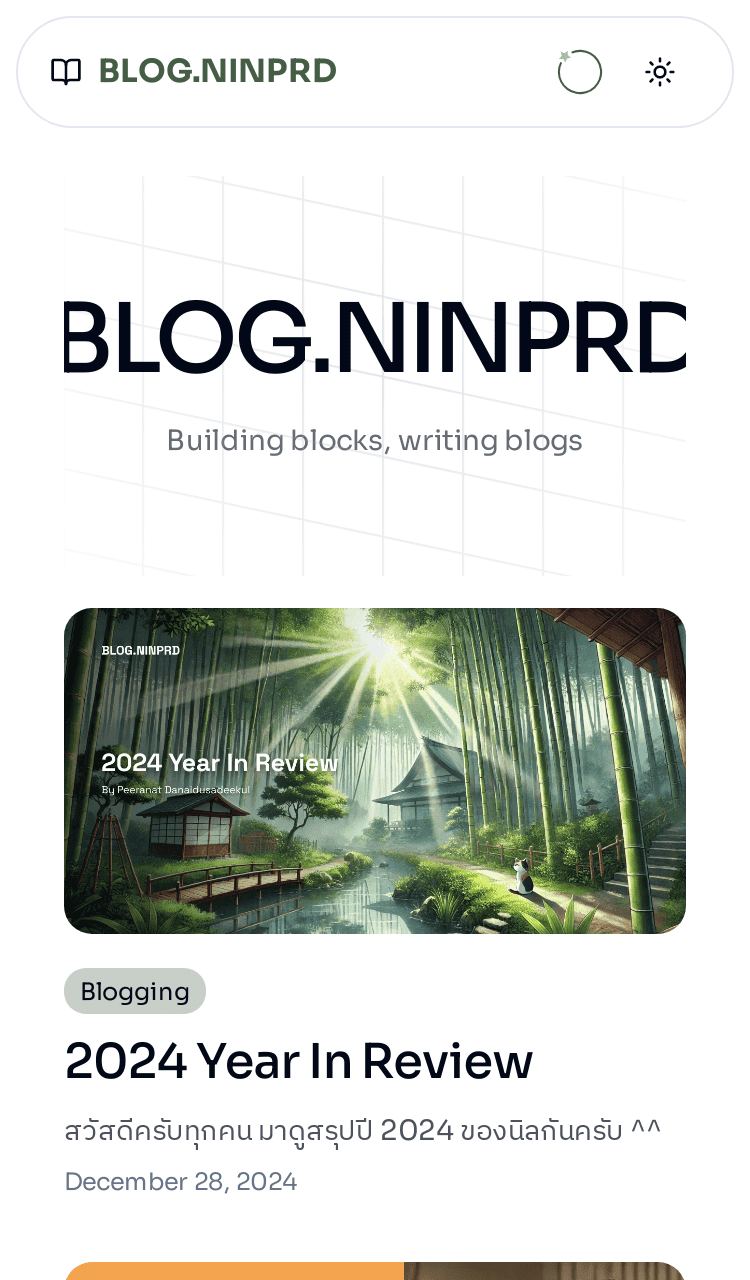 BLOG.NINPRD
BLOG.NINPRD
Building blocks, writing blogs
BLOG.NINPRD
2024 Year In Review
By Peeranat Danaidusadeekul
Blogging
2024 Year In Review
สวัสดีครับทุกคน มาดูสรุปปี 2024 ของนิลกันครับ ^^
December 28, 2024